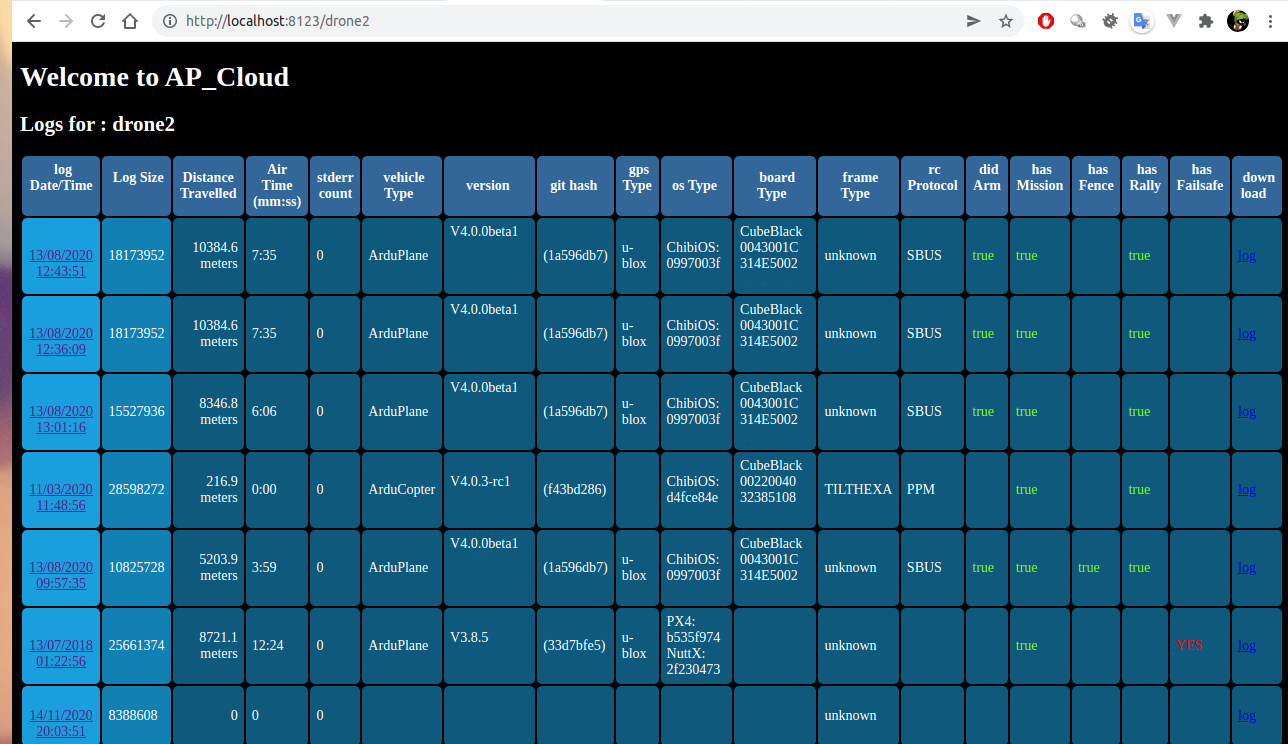 http://localhost:8123/drone2
Welcome to AP_Cloud
Logs for : drone2
log Date/Time Log Size Distance Travelled Air Time (mm:ss) stderr count vehicle Type version git hash gps Type os Type board Type frame Type rc Protocol did Arm has Mission has Fence has Rally has Failsafe down load
13/08/2020 12:43:51 18173952 10384.6 meters 7:35 0 ArduPlane V4.0.0beta1 (1a596db7) u-blox ChibiOS: 0997003f CubeBlack 0043001C 314E5002 unknown SBUS true true true log
13/08/2020 12:36:09 18173952 10384.6 meters 7:35 0 ArduPlane V4.0.0beta1 (1a596db7) u-blox ChibiOS: 0997003f CubeBlack 0043001C 314E5002 unknown SBUS true true true log
13/08/2020 13:01:16 15527936 8346.8 meters 6:06 0 ArduPlane V4.0.0beta1 (1a596db7) u-blox ChibiOS: 0997003f CubeBlack 0043001C 314E5002 unknown SBUS true true true log
11/03/2020 11:48:56 28598272 216.9 meters 0:00 0 ArduCopter V4.0.3-rc1 (f43bd286) ChibiOS: d4fce84e CubeBlack 00220040 32385108 TILTHEXA PPM true true log
13/08/2020 09:57:35 10825728 5203.9 meters 3:59 0 ArduPlane V4.0.0beta1 (1a596db7) u-blox ChibiOS: 0997003f CubeBlack 0043001C 314E5002 unknown SBUS true true true true log
13/07/2018 01:22:56 25661374 8721.1 meters 12:24 0 ArduPlane V3.8.5 (33d7bfe5) u-blox PX4: b535f974 NuttX: 2f230473 unknown true YES log
14/11/2020 20:03:51 8388608 0 0 0 unknown log